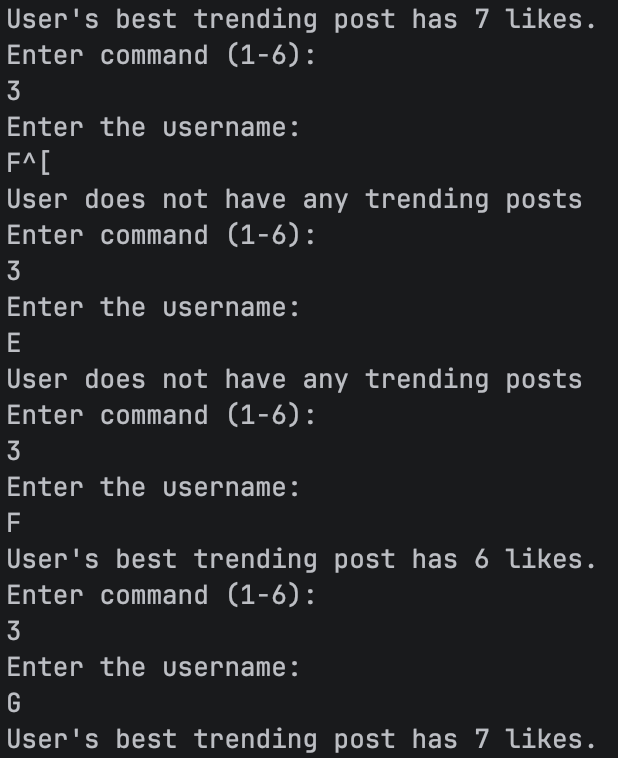 User's best trending post has 7 likes.
Enter command (1-6):
3
Enter the username:
F^[
User does not have any trending posts
Enter command (1-6):
3
Enter the username:
E
User does not have any trending posts
Enter command (1-6):
3
Enter the username:
F
User's best trending post has 6 likes.
Enter command (1-6):
3
Enter the username:
G
User's best trending post has 7 likes.